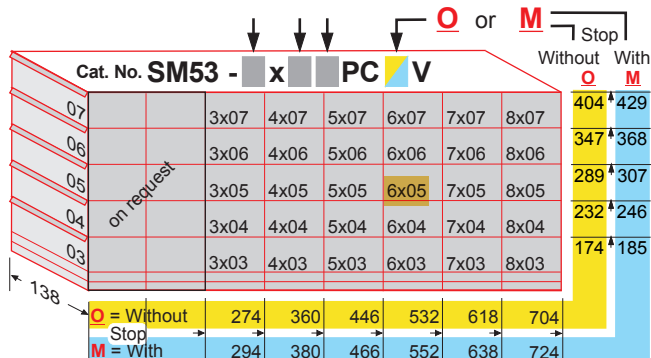 O or M
Stop
Without With
O M
Cat. No. SM53 - x PC V
404 429
07 3x07 4x07 5x07 6x07 7x07 8x07
347 368
06 3x06 4x06 5x06 6x06 7x06 8x06
289 307
05 on request 3x05 4x05 5x05 6x05 7x05 8x05
232 246
04 3x04 4x04 5x04 6x04 7x04 8x04
174 185
03 3x03 4x03 5x03 6x03 7x03 8x03
138
O = Without 274 360 446 532 618 704
Stop
M = With 294 380 466 552 638 724